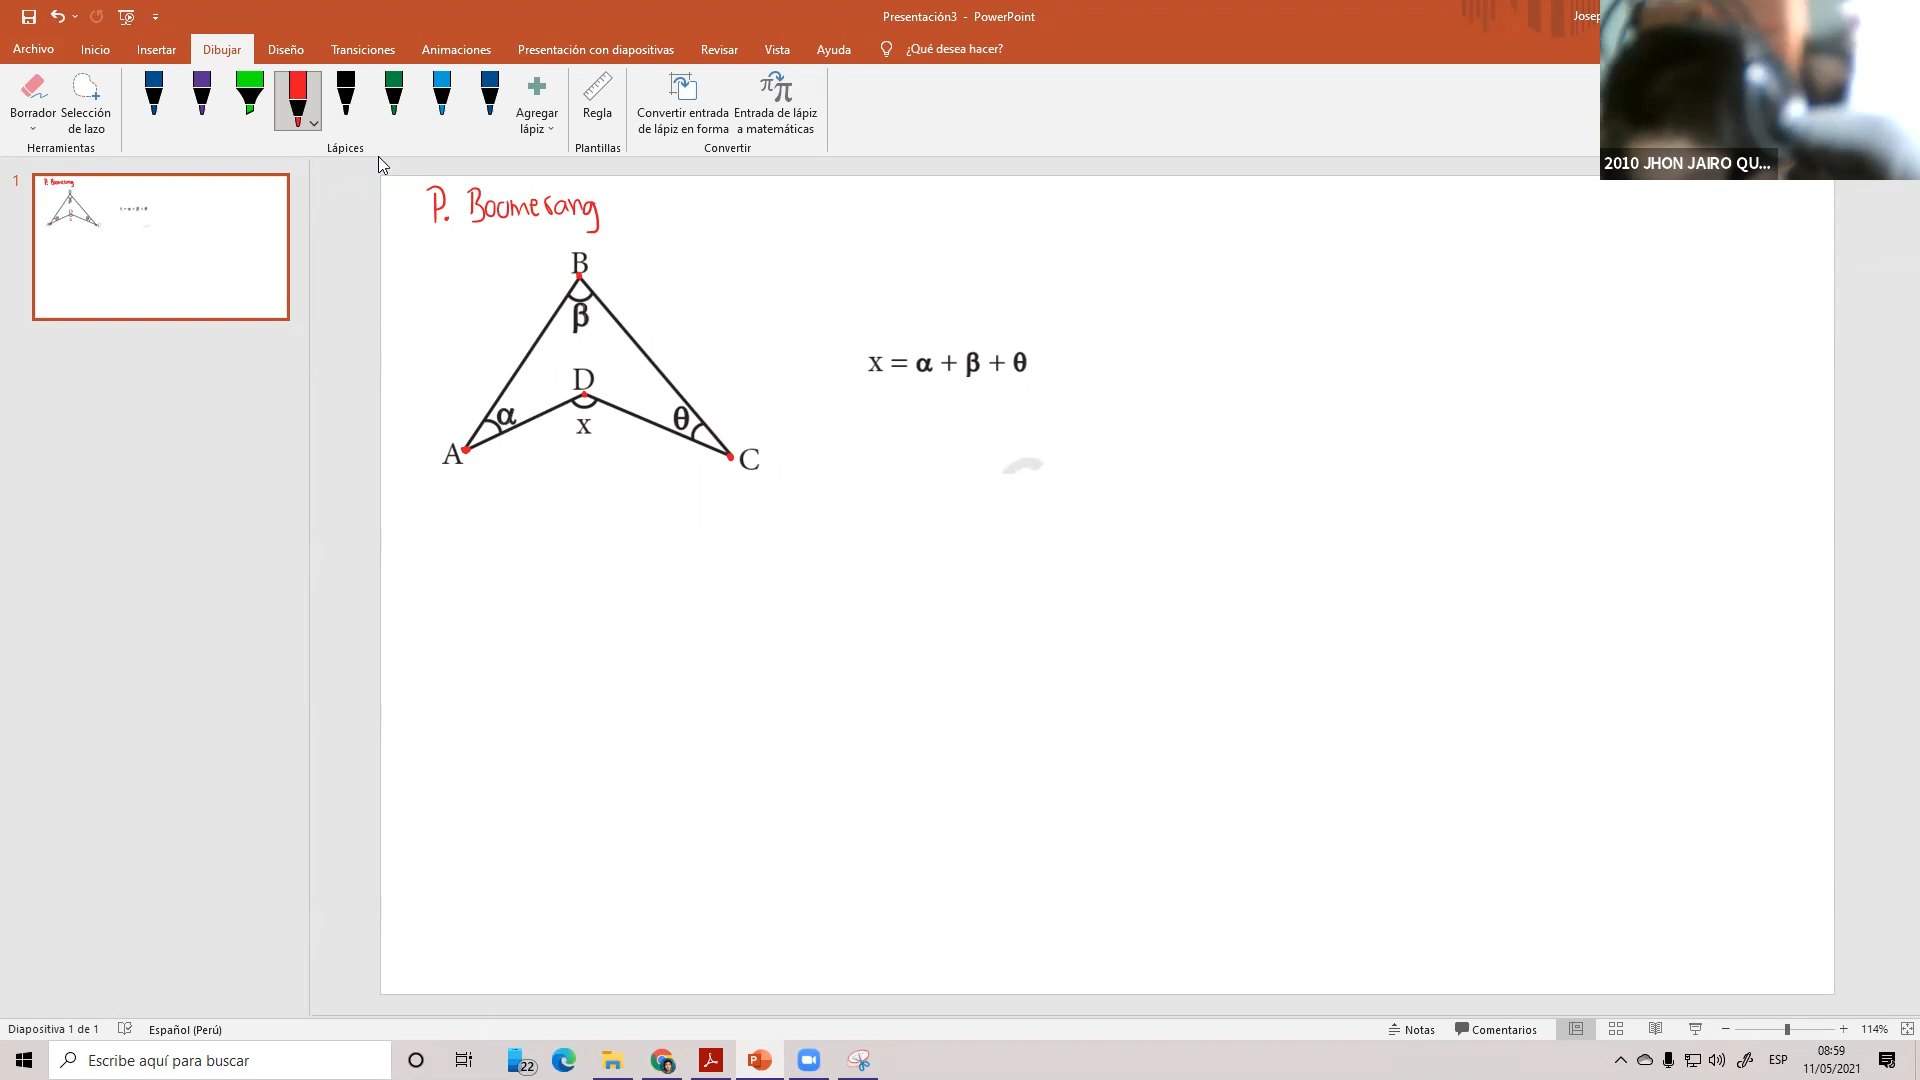 Presentación3 - PowerPoint
Josep
Archivo Inicio Insertar Dibujar Diseño Transiciones Animaciones Presentación con diapositivas Revisar Vista Ayuda ¿Qué desea hacer?
Borrador
Selección de lazo
Agregar lápiz
Regla
Convertir entrada de lápiz en forma
Entrada de lápiz a matemáticas
Herramientas Lápices Plantillas Convertir
2010 JHON JAIRO QU...
1
P. Boomerang
B
β
D
α
x
θ
A
C
x = α + β + θ
Diapositiva 1 de 1 Español (Perú) Notas Comentarios 114%
Escribe aquí para buscar
22
ESP
08:59
11/05/2021